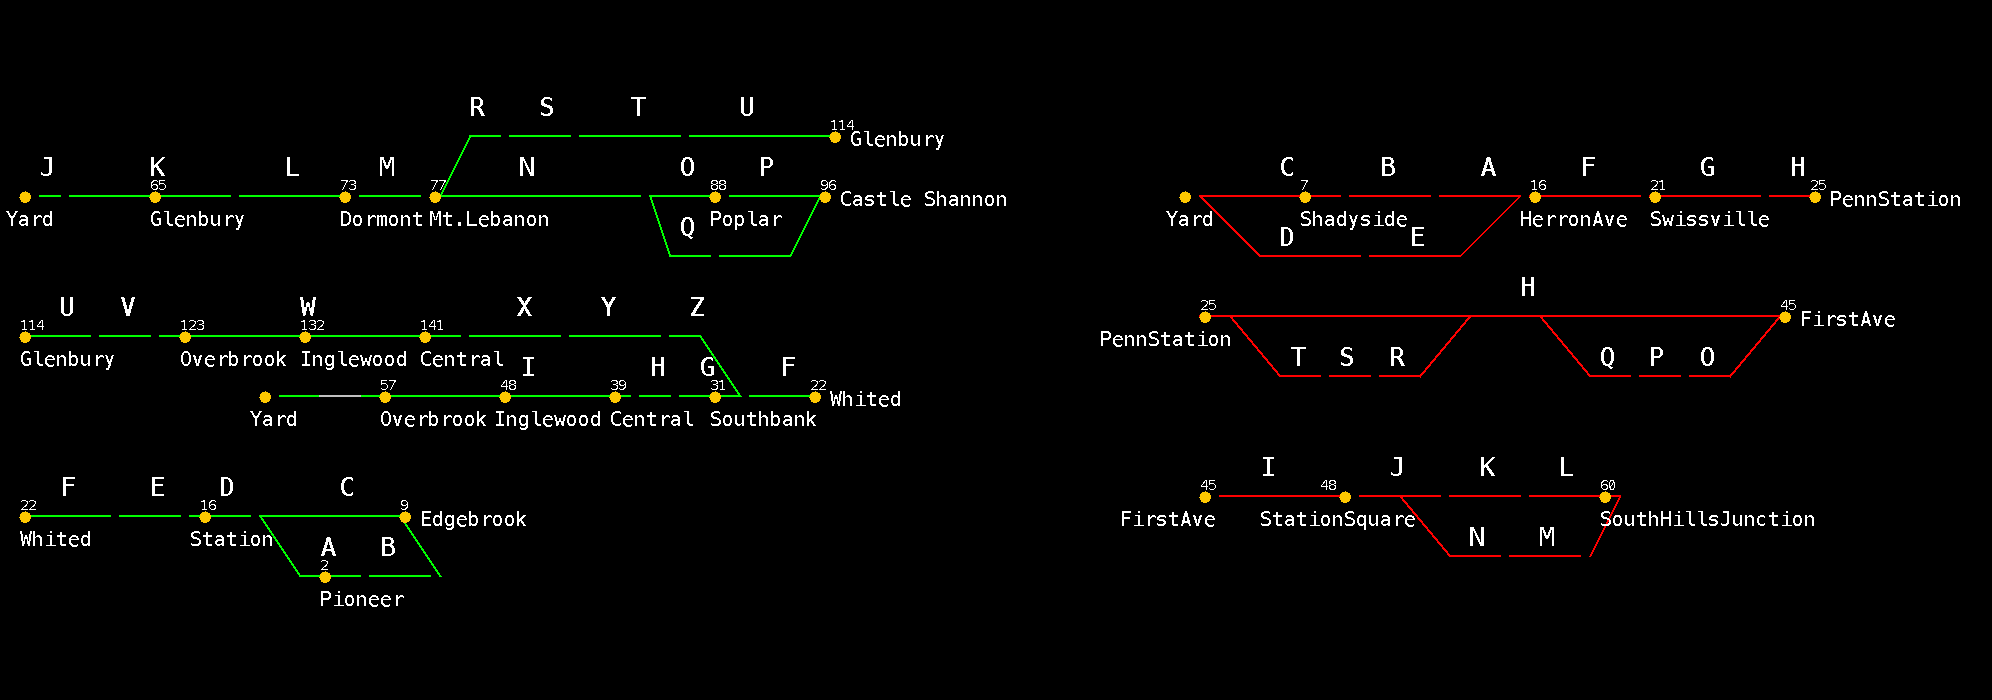 R S T U
114
Glenbury
J K L M N O P
65 73 77 88 96
Castle Shannon
Yard Glenbury Dormont Mt.Lebanon Poplar
Q
U V W X Y Z
114 123 132 141
Glenbury Overbrook Inglewood Central
I H G F
57 48 39 31 22
Whited
Yard Overbrook Inglewood Central Southbank
F E D C
22 16 9
Edgebrook
Whited Station
A B
2
Pioneer
C B A F G H
7 16 21 25
PennStation
Yard Shadyside HerronAve Swissville
D E
H
25 45
FirstAve
PennStation
T S R Q P O
I J K L
45 48 60
FirstAve StationSquare SouthHillsJunction
N M